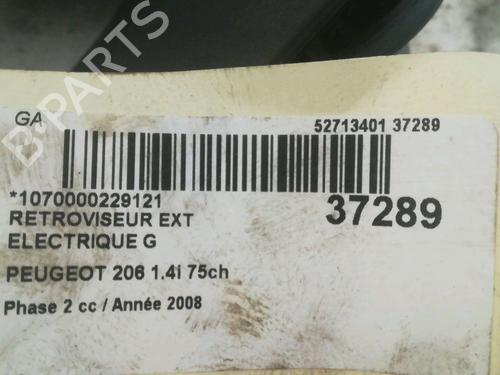 GA
52713401 37289
*1070000229121
37289
RETROVISEUR EXT
ELECTRIQUE G
PEUGEOT 206 1.4i 75ch
Phase 2 cc / Année 2008
B-PARTS